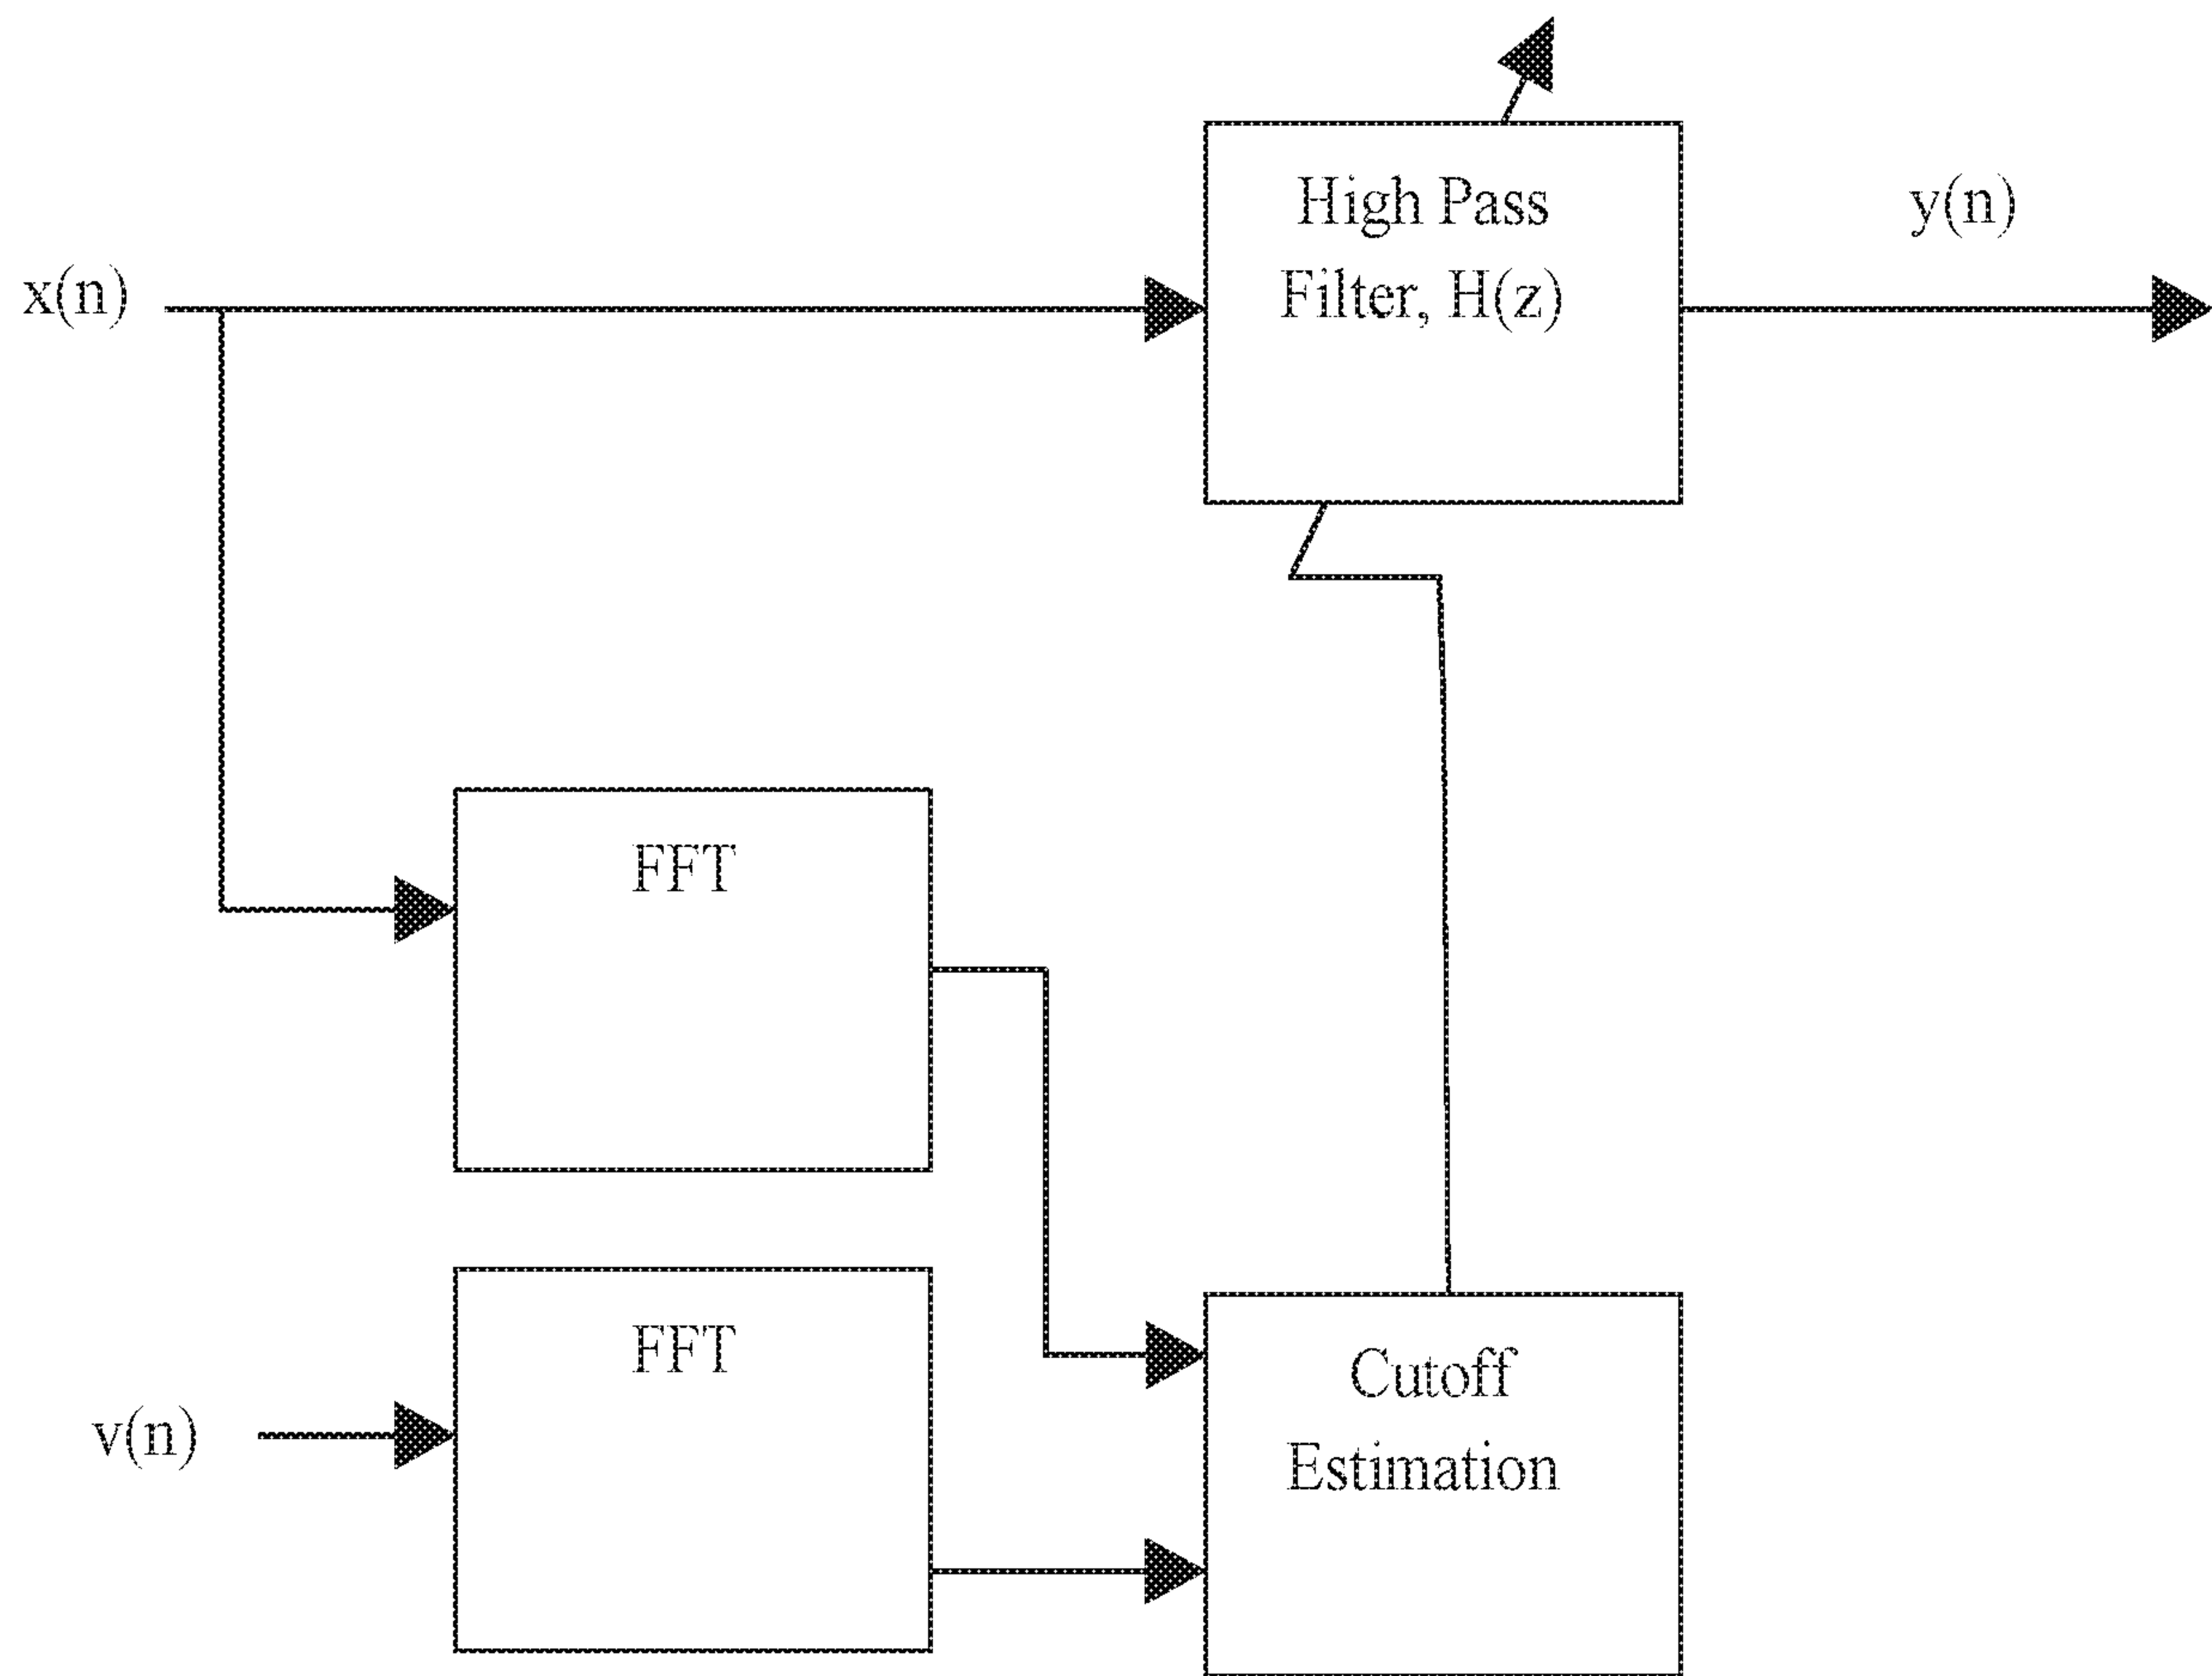 High Pass
Filter, H(z)
y(n)
x(n)
FFT
FFT
v(n)
Cutoff
Estimation